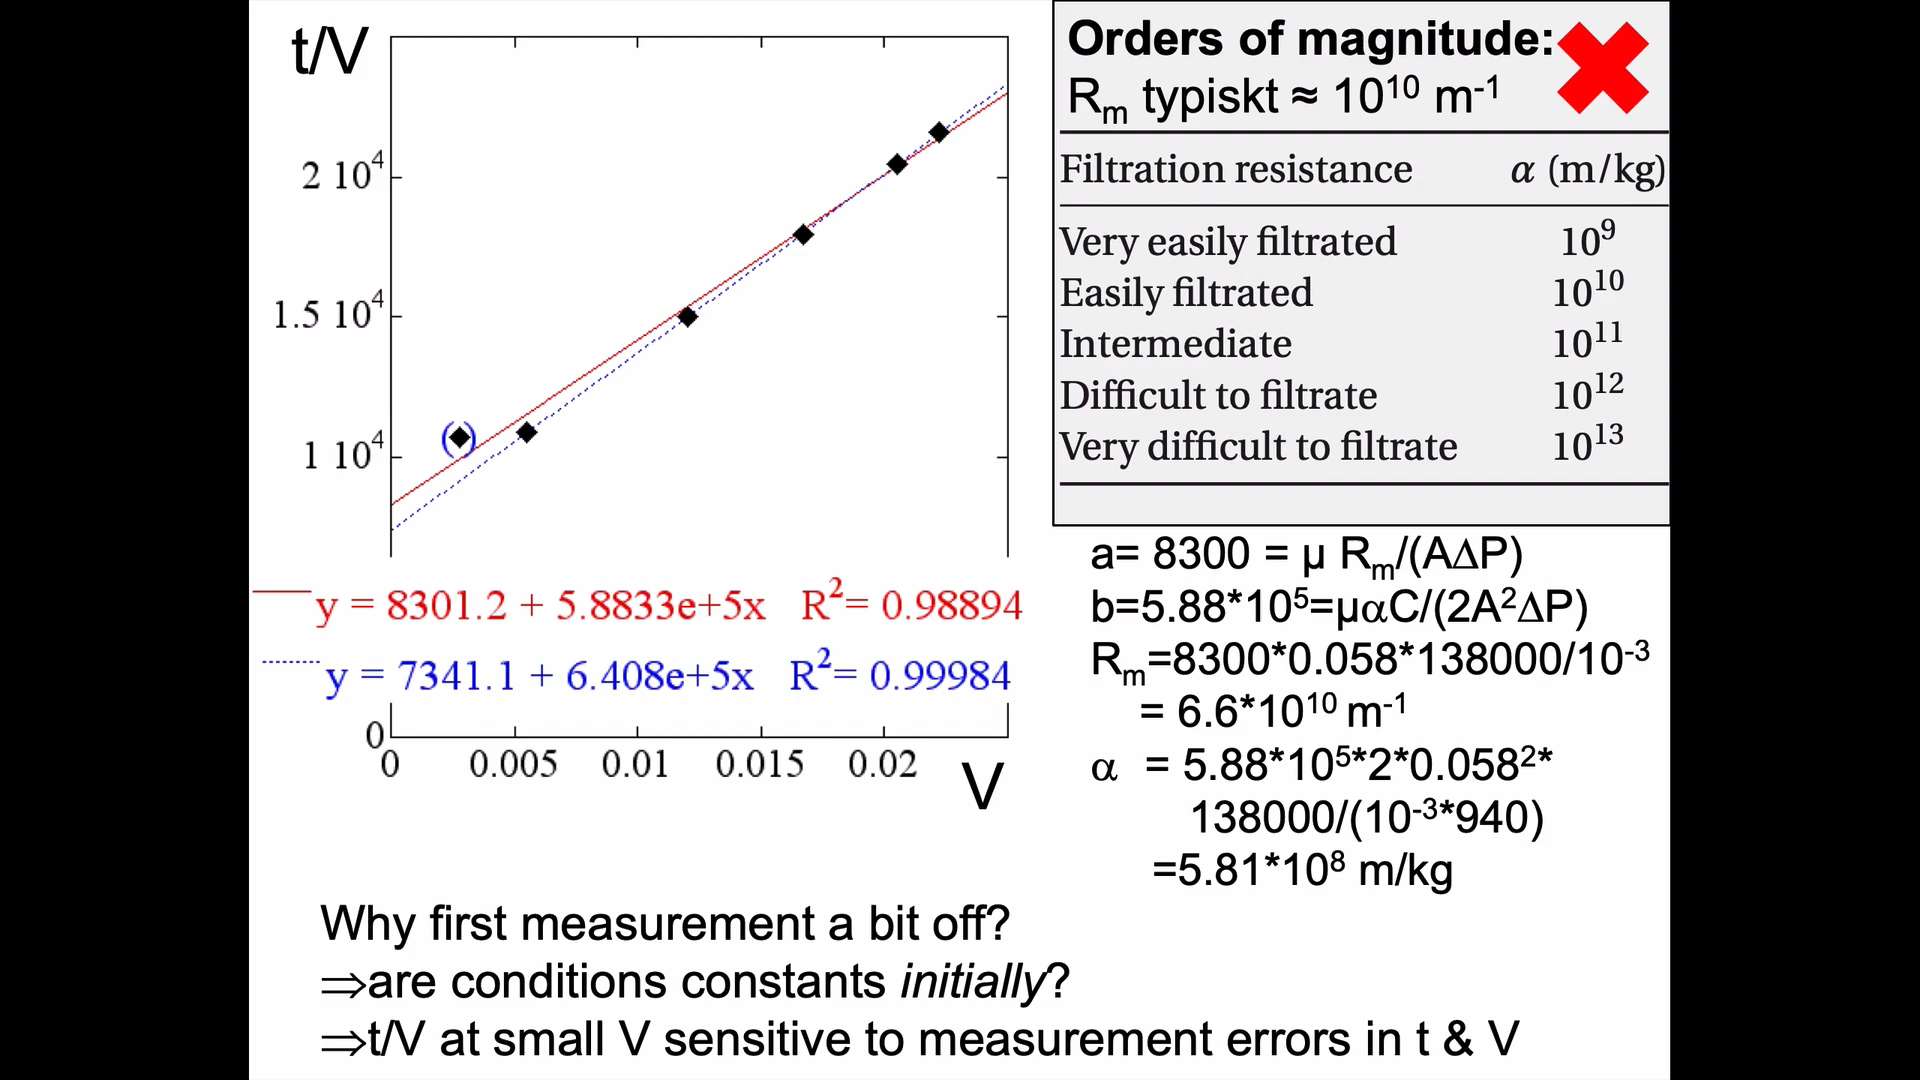 t/V
2 10⁴
1.5 10⁴
1 10⁴
( )
y = 8301.2 + 5.8833e+5x R²= 0.98894
y = 7341.1 + 6.408e+5x R²= 0.99984
0
0 0.005 0.01 0.015 0.02
V
Orders of magnitude:
Rₘ typiskt ≈ 10¹⁰ m⁻¹
Filtration resistance α (m/kg)
Very easily filtrated 10⁹
Easily filtrated 10¹⁰
Intermediate 10¹¹
Difficult to filtrate 10¹²
Very difficult to filtrate 10¹³
a= 8300 = µ Rₘ/(A∆P)
b=5.88*10⁵=µαC/(2A²∆P)
Rₘ=8300*0.058*138000/10⁻³
= 6.6*10¹⁰ m⁻¹
α = 5.88*10⁵*2*0.058²*
138000/(10⁻³*940)
=5.81*10⁸ m/kg
Why first measurement a bit off?
⇒are conditions constants initially?
⇒t/V at small V sensitive to measurement errors in t & V